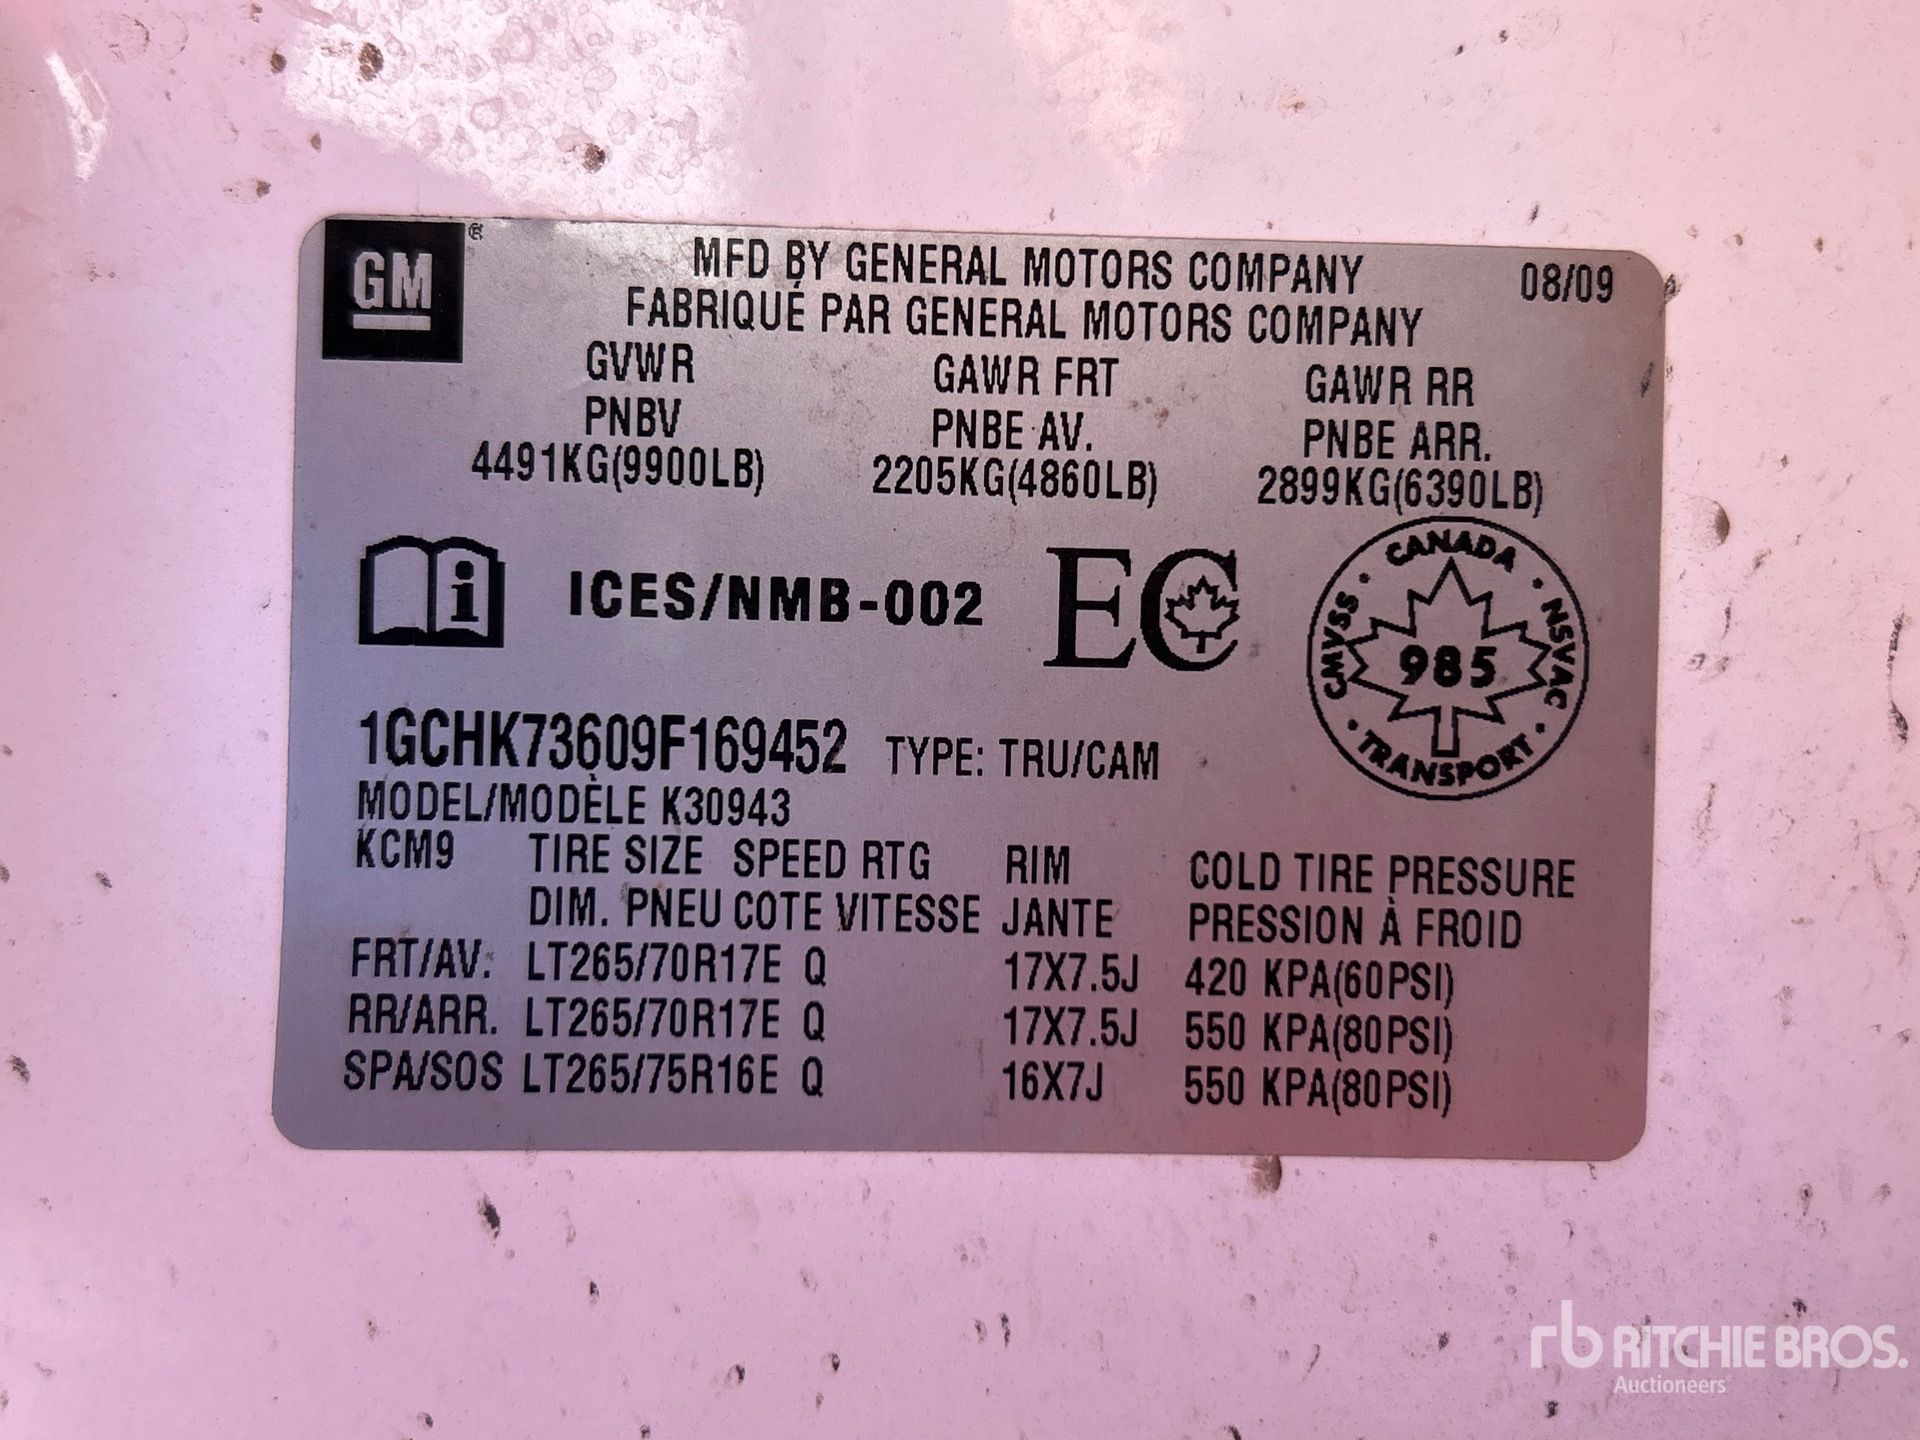 GM ®
MFD BY GENERAL MOTORS COMPANY 08/09
FABRIQUÉ PAR GENERAL MOTORS COMPANY
GVWR GAWR FRT GAWR RR
PNBV PNBE AV. PNBE ARR.
4491KG(9900LB) 2205KG(4860LB) 2899KG(6390LB)
i ICES/NMB-002 EC
CANADA · NSVAC · TRANSPORT · CMVSS ·
985
1GCHK73609F169452 TYPE: TRU/CAM
MODEL/MODÈLE K30943
KCM9 TIRE SIZE SPEED RTG RIM COLD TIRE PRESSURE
DIM. PNEU COTE VITESSE JANTE PRESSION À FROID
FRT/AV. LT265/70R17E Q 17X7.5J 420 KPA(60PSI)
RR/ARR. LT265/70R17E Q 17X7.5J 550 KPA(80PSI)
SPA/SOS LT265/75R16E Q 16X7J 550 KPA(80PSI)
rb RITCHIE BROS.
Auctioneers